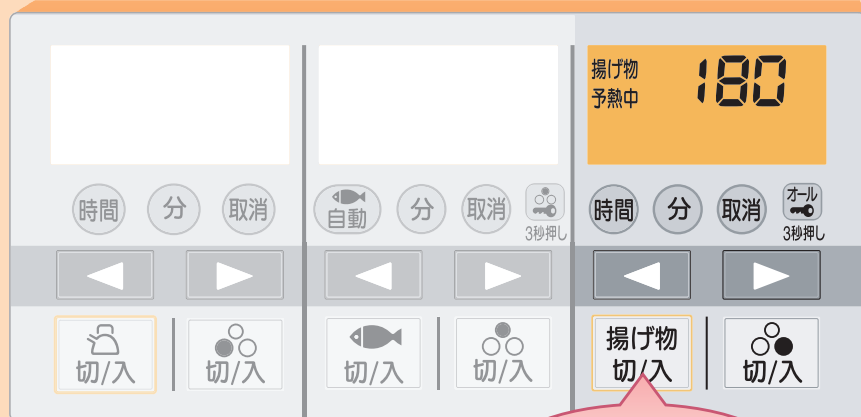 揚げ物 180
予熱中
時間 分 取消
自動 分 取消 3秒押し
時間 分 取消 オール 3秒押し
切/入 切/入
切/入 切/入
揚げ物
切/入 切/入